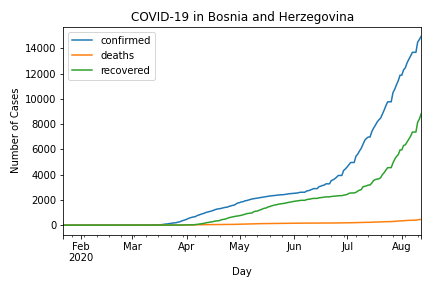 COVID-19 in Bosnia and Herzegovina
confirmed
deaths
recovered
Number of Cases
14000
12000
10000
8000
6000
4000
2000
0
Feb Mar Apr May Jun Jul Aug
2020
Day